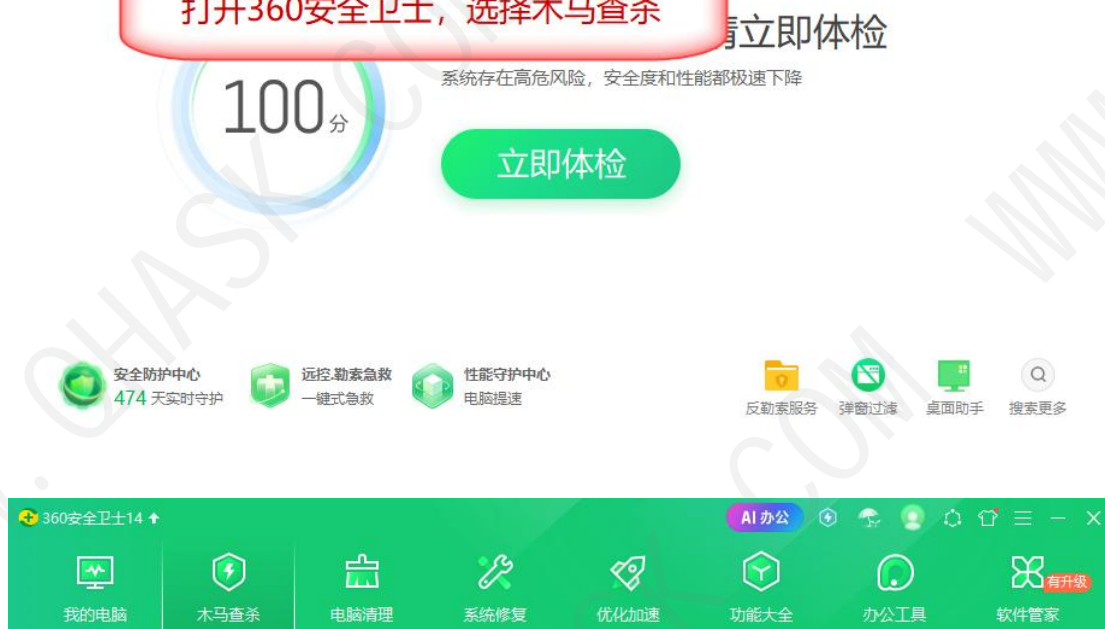 打开360安全卫士，选择木马查杀
请立即体检
系统存在高危风险，安全度和性能都极速下降
100分
立即体检
安全防护中心
474 天实时守护
远控.勒索急救
一键式急救
性能守护中心
电脑提速
反勒索服务
弹窗过滤
桌面助手
搜索更多
360安全卫士14
AI 办公
我的电脑
木马查杀
电脑清理
系统修复
优化加速
功能大全
办公工具
软件管家
有升级